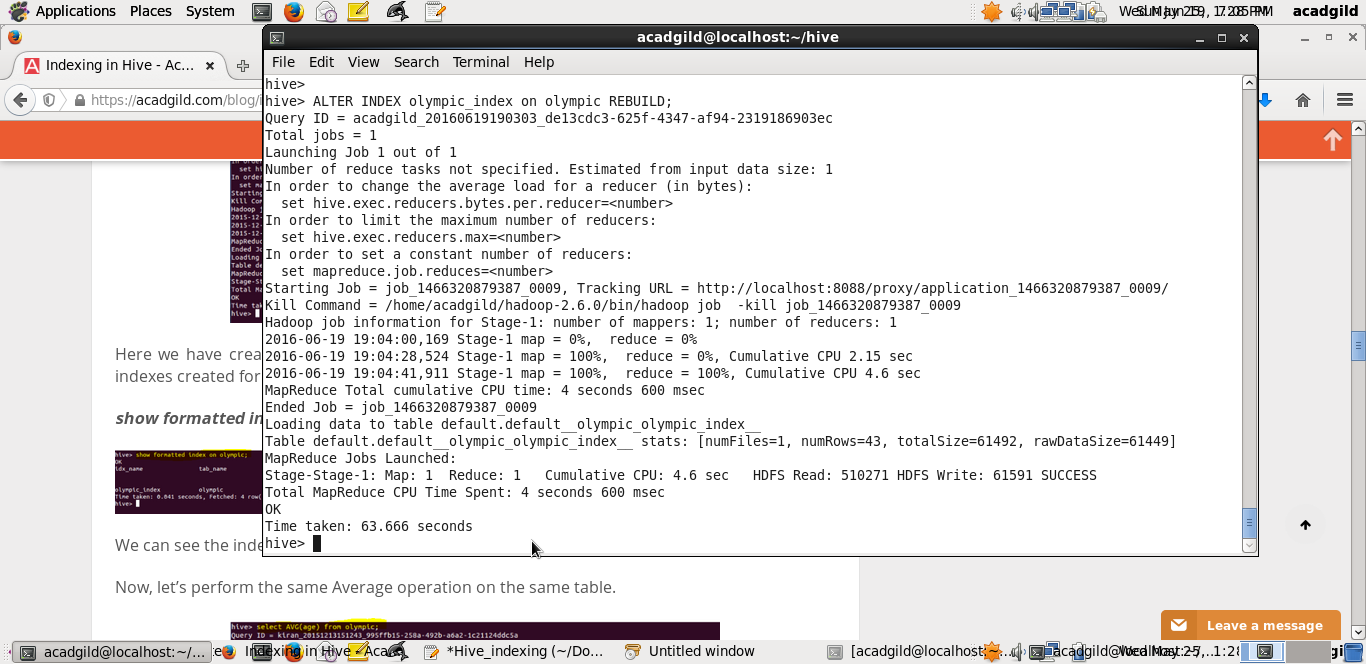 Applications Places System
acadgild
acadgild@localhost:~/hive
Indexing in Hive - Ac...
File Edit View Search Terminal Help
https://acadgild.com/blog/i
hive>
hive> ALTER INDEX olympic_index on olympic REBUILD;
Query ID = acadgild_20160619190303_de13cdc3-625f-4347-af94-2319186903ec
Total jobs = 1
Launching Job 1 out of 1
Number of reduce tasks not specified. Estimated from input data size: 1
In order to change the average load for a reducer (in bytes):
  set hive.exec.reducers.bytes.per.reducer=<number>
In order to limit the maximum number of reducers:
  set hive.exec.reducers.max=<number>
In order to set a constant number of reducers:
  set mapreduce.job.reduces=<number>
Starting Job = job_1466320879387_0009, Tracking URL = http://localhost:8088/proxy/application_1466320879387_0009/
Kill Command = /home/acadgild/hadoop-2.6.0/bin/hadoop job  -kill job_1466320879387_0009
Hadoop job information for Stage-1: number of mappers: 1; number of reducers: 1
2016-06-19 19:04:00,169 Stage-1 map = 0%,  reduce = 0%
2016-06-19 19:04:28,524 Stage-1 map = 100%,  reduce = 0%, Cumulative CPU 2.15 sec
2016-06-19 19:04:41,911 Stage-1 map = 100%,  reduce = 100%, Cumulative CPU 4.6 sec
MapReduce Total cumulative CPU time: 4 seconds 600 msec
Ended Job = job_1466320879387_0009
Loading data to table default.default__olympic_olympic_index__
Table default.default__olympic_olympic_index__ stats: [numFiles=1, numRows=43, totalSize=61492, rawDataSize=61449]
MapReduce Jobs Launched:
Stage-Stage-1: Map: 1  Reduce: 1   Cumulative CPU: 4.6 sec   HDFS Read: 510271 HDFS Write: 61591 SUCCESS
Total MapReduce CPU Time Spent: 4 seconds 600 msec
OK
Time taken: 63.666 seconds
hive>
Here we have crea
indexes created for
show formatted in
hive> show formatted index on olympic;
OK
idx_name tab_name
olympic_index olympic
Time taken: 0.041 seconds, Fetched: 4 row(
hive>
We can see the inde
Now, let's perform the same Average operation on the same table.
hive> select AVG(age) from olympic;
Query ID = kiran_20151213151243_995ffb15-258a-492b-a6a2-1c21124ddc5a
Leave a message
acadgild@localhost:~/...
*Hive_indexing (~/Do...
Untitled window
[acadgild@localhost:~...